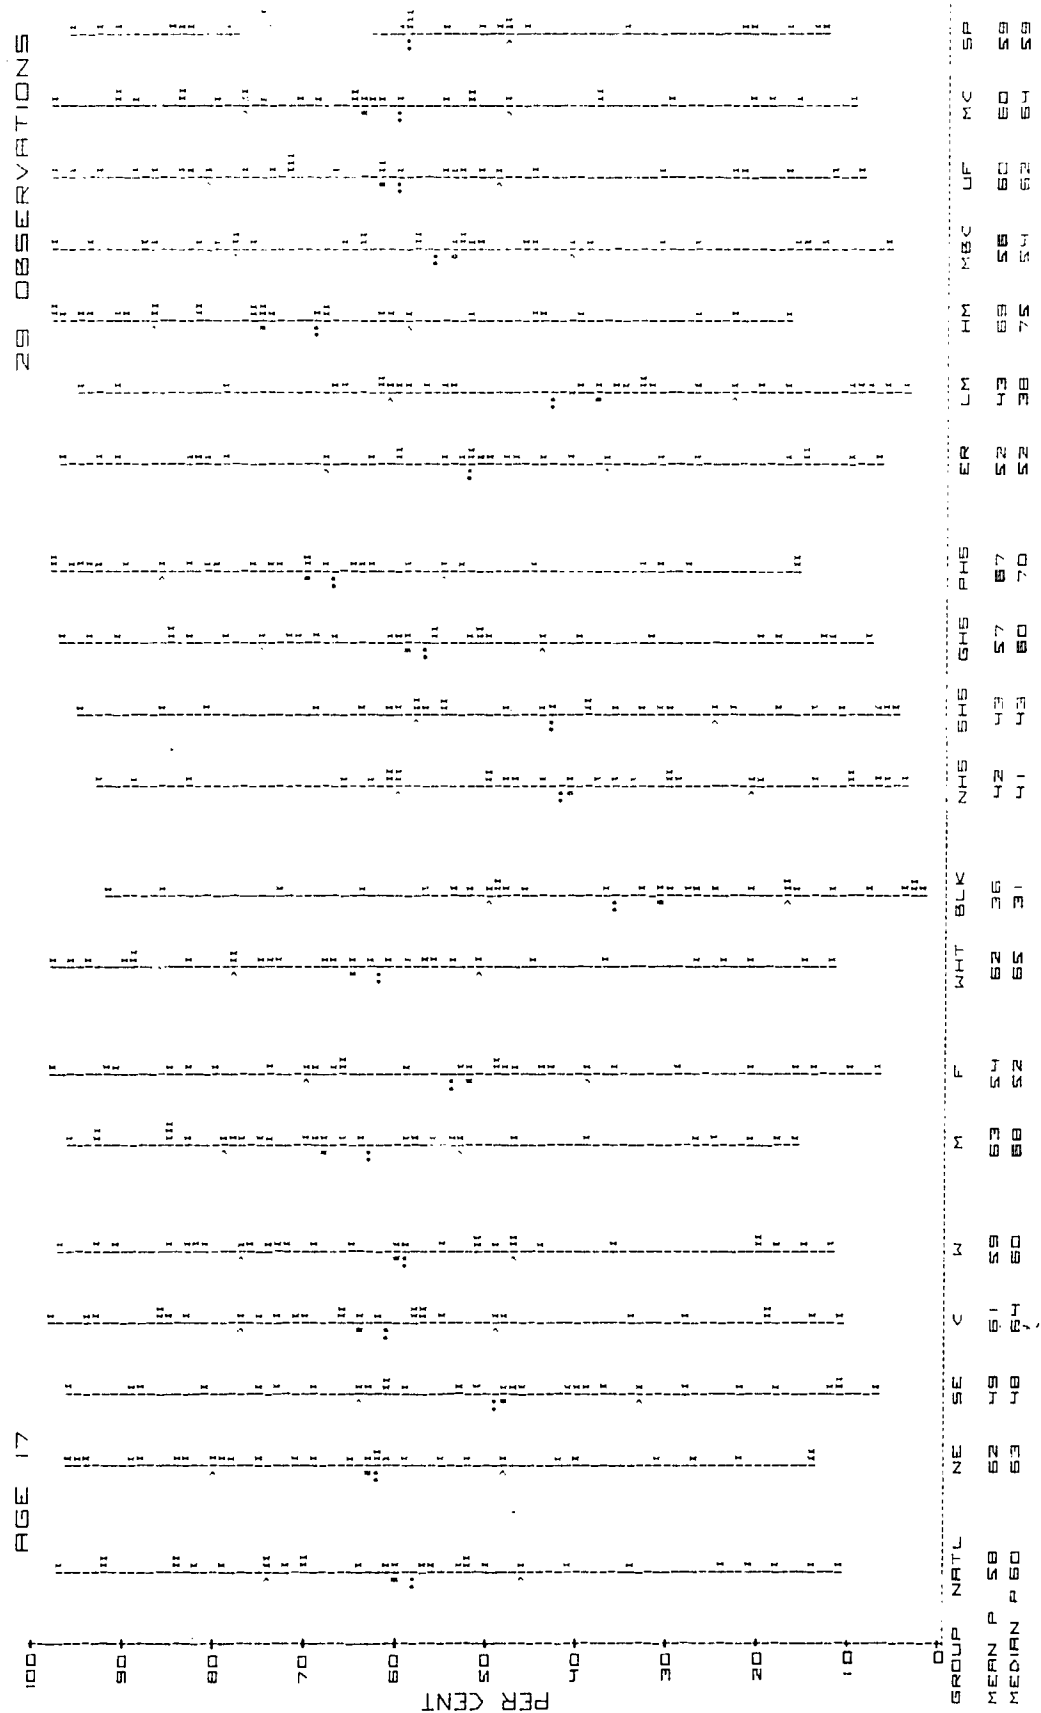 AGE 17 29 OBSERVATIONS
PER CENT
100
90
80
70
60
50
40
30
20
10
0
GROUP NATL NE SE C W M F WHT BLK NHS SHS GHS PHS ER LM HM MBC UF MC SP
MEAN P 58 62 49 61 59 63 54 62 36 42 43 57 67 52 43 69 56 60 60 59
MEDIAN P 60 63 48 64 60 68 52 65 31 41 43 60 70 52 38 75 54 62 64 59